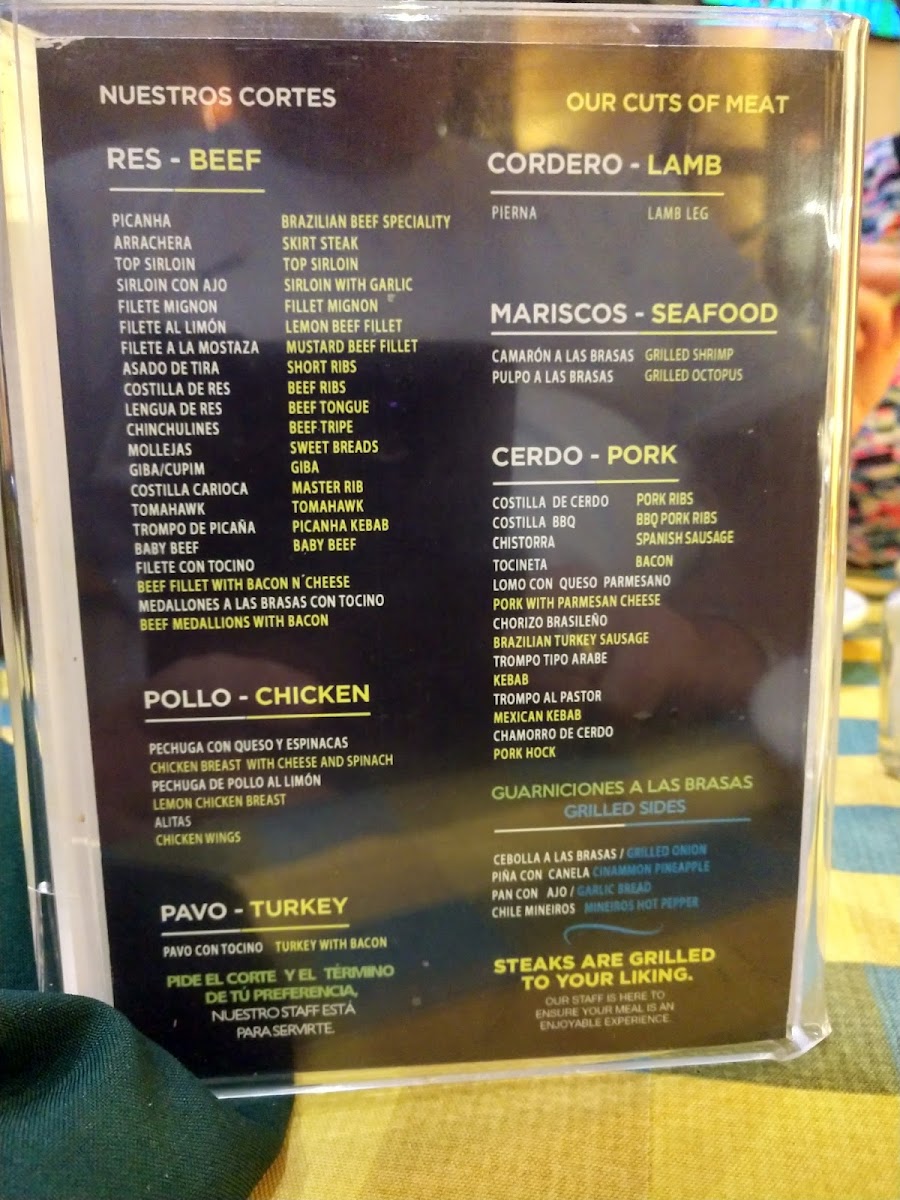 NUESTROS CORTES
OUR CUTS OF MEAT
RES - BEEF
PICANHA BRAZILIAN BEEF SPECIALITY
ARRACHERA SKIRT STEAK
TOP SIRLOIN TOP SIRLOIN
SIRLOIN CON AJO SIRLOIN WITH GARLIC
FILETE MIGNON FILLET MIGNON
FILETE AL LIMÓN LEMON BEEF FILLET
FILETE A LA MOSTAZA MUSTARD BEEF FILLET
ASADO DE TIRA SHORT RIBS
COSTILLA DE RES BEEF RIBS
LENGUA DE RES BEEF TONGUE
CHINCHULINES BEEF TRIPE
MOLLEJAS SWEET BREADS
GIBA/CUPIM GIBA
COSTILLA CARIOCA MASTER RIB
TOMAHAWK TOMAHAWK
TROMPO DE PICAÑA PICANHA KEBAB
BABY BEEF BABY BEEF
FILETE CON TOCINO
BEEF FILLET WITH BACON N´CHEESE
MEDALLONES A LAS BRASAS CON TOCINO
BEEF MEDALLIONS WITH BACON
POLLO - CHICKEN
PECHUGA CON QUESO Y ESPINACAS
CHICKEN BREAST WITH CHEESE AND SPINACH
PECHUGA DE POLLO AL LIMÓN
LEMON CHICKEN BREAST
ALITAS
CHICKEN WINGS
PAVO - TURKEY
PAVO CON TOCINO TURKEY WITH BACON
PIDE EL CORTE Y EL TÉRMINO
DE TÚ PREFERENCIA,
NUESTRO STAFF ESTÁ
PARA SERVIRTE.
CORDERO - LAMB
PIERNA LAMB LEG
MARISCOS - SEAFOOD
CAMARÓN A LAS BRASAS GRILLED SHRIMP
PULPO A LAS BRASAS GRILLED OCTOPUS
CERDO - PORK
COSTILLA DE CERDO PORK RIBS
COSTILLA BBQ BBQ PORK RIBS
CHISTORRA SPANISH SAUSAGE
TOCINETA BACON
LOMO CON QUESO PARMESANO
PORK WITH PARMESAN CHEESE
CHORIZO BRASILEÑO
BRAZILIAN TURKEY SAUSAGE
TROMPO TIPO ARABE
KEBAB
TROMPO AL PASTOR
MEXICAN KEBAB
CHAMORRO DE CERDO
PORK HOCK
GUARNICIONES A LAS BRASAS
GRILLED SIDES
CEBOLLA A LAS BRASAS / GRILLED ONION
PIÑA CON CANELA CINAMMON PINEAPPLE
PAN CON AJO / GARLIC BREAD
CHILE MINEIROS MINEIROS HOT PEPPER
STEAKS ARE GRILLED
TO YOUR LIKING.
OUR STAFF IS HERE TO
ENSURE YOUR MEAL IS AN
ENJOYABLE EXPERIENCE.